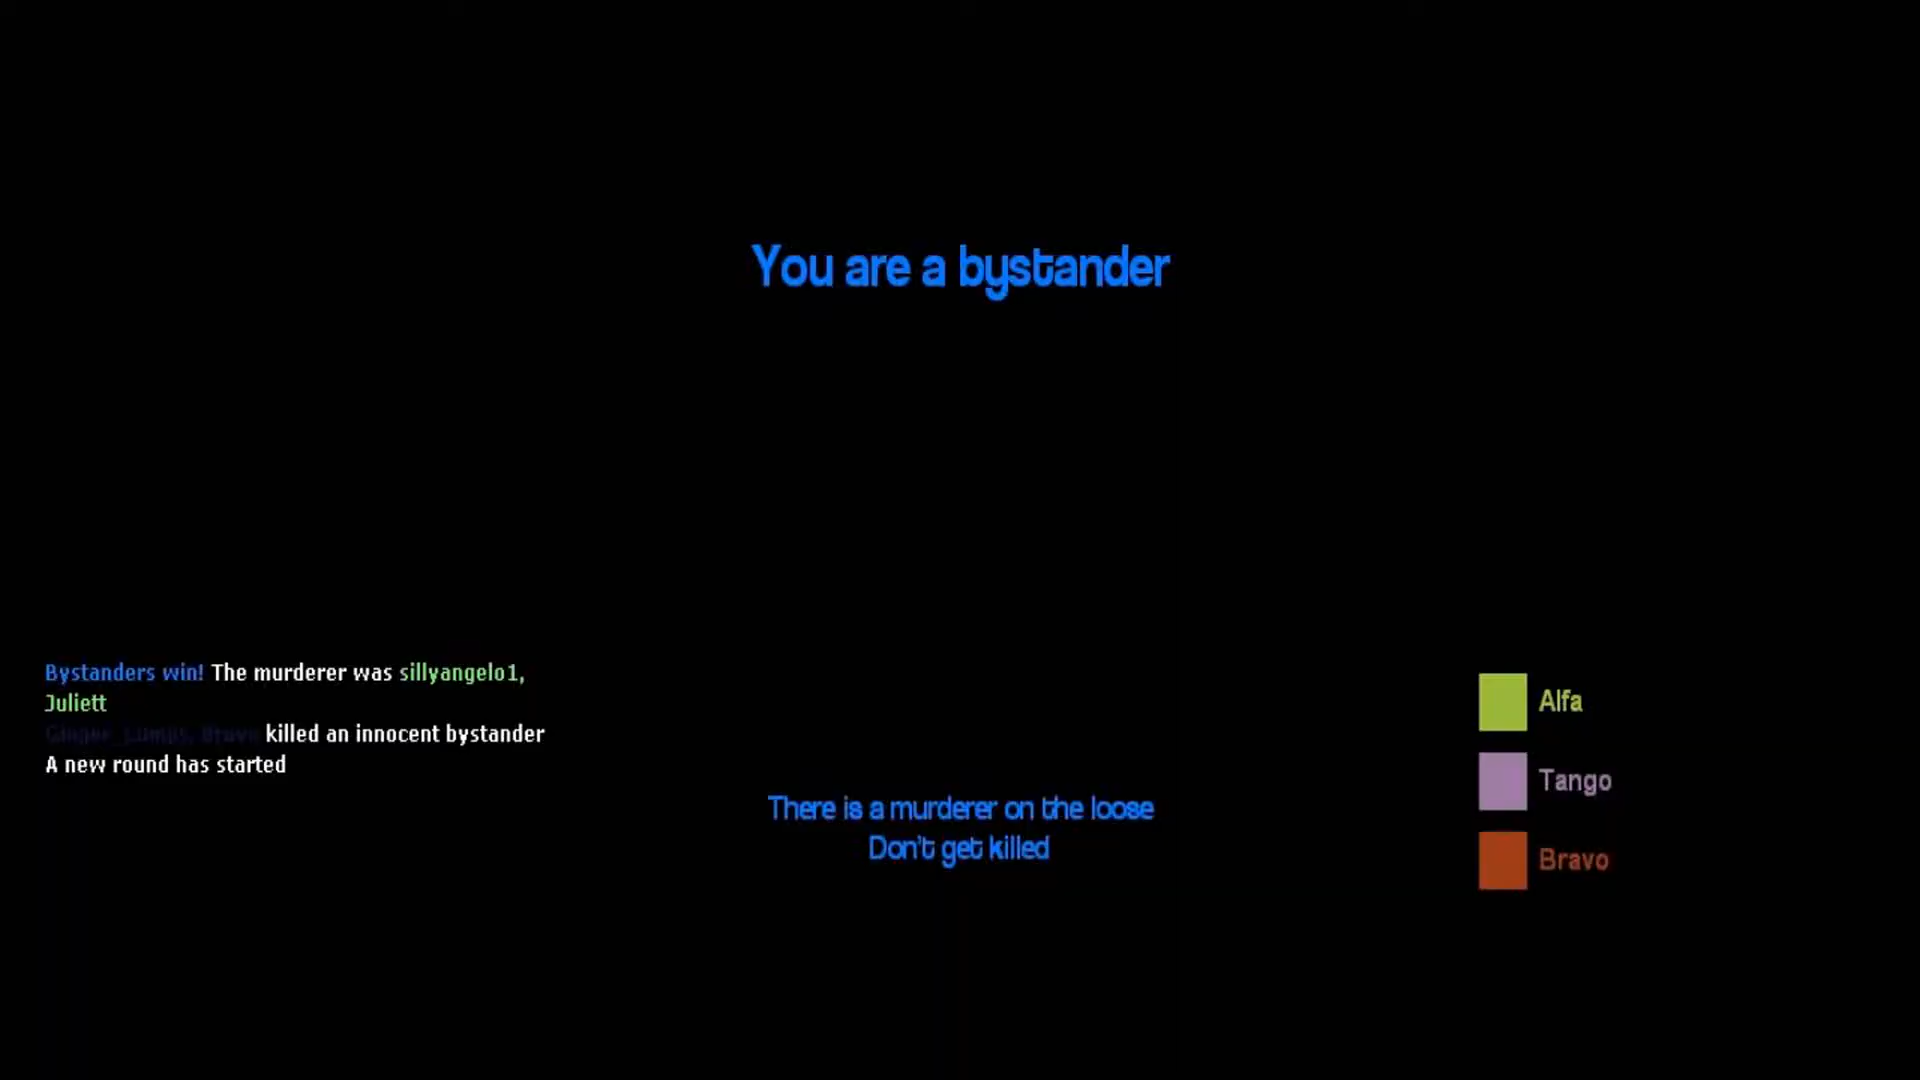 You are a bystander
Bystanders win! The murderer was sillyangelo1,
Juliett
killed an innocent bystander
A new round has started
There is a murderer on the loose
Don't get killed
Alfa
Tango
Bravo